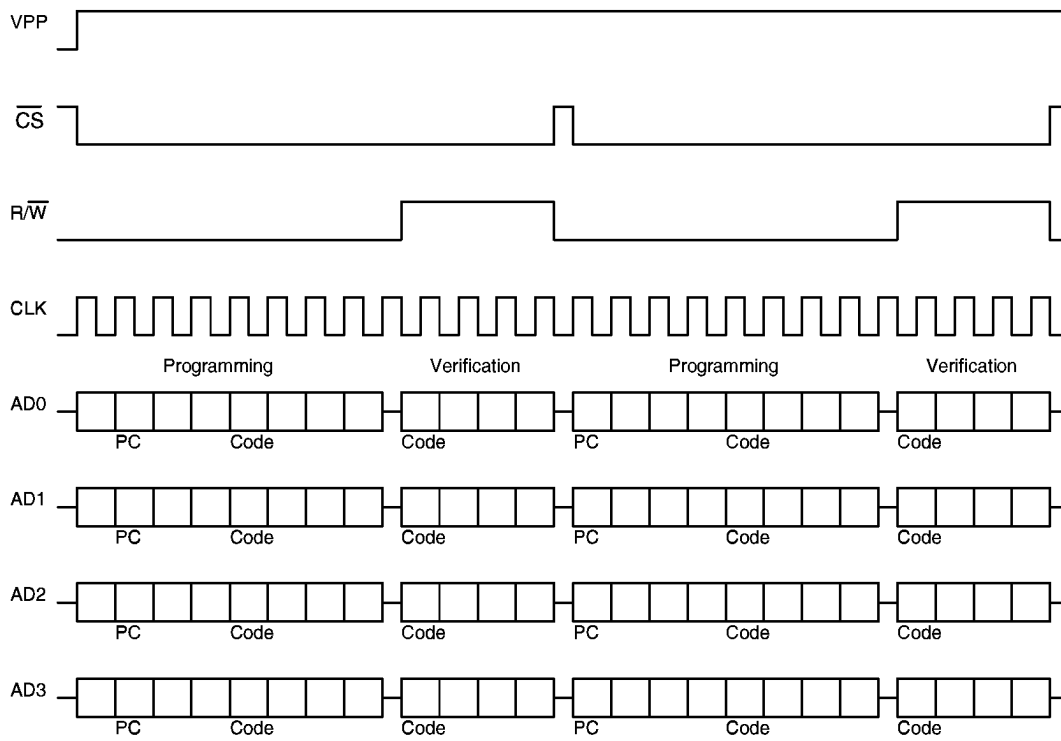 VPP
C̅S̅
R/W̅
CLK
Programming Verification Programming Verification
AD0
PC Code Code PC Code Code
AD1
PC Code Code PC Code Code
AD2
PC Code Code PC Code Code
AD3
PC Code Code PC Code Code